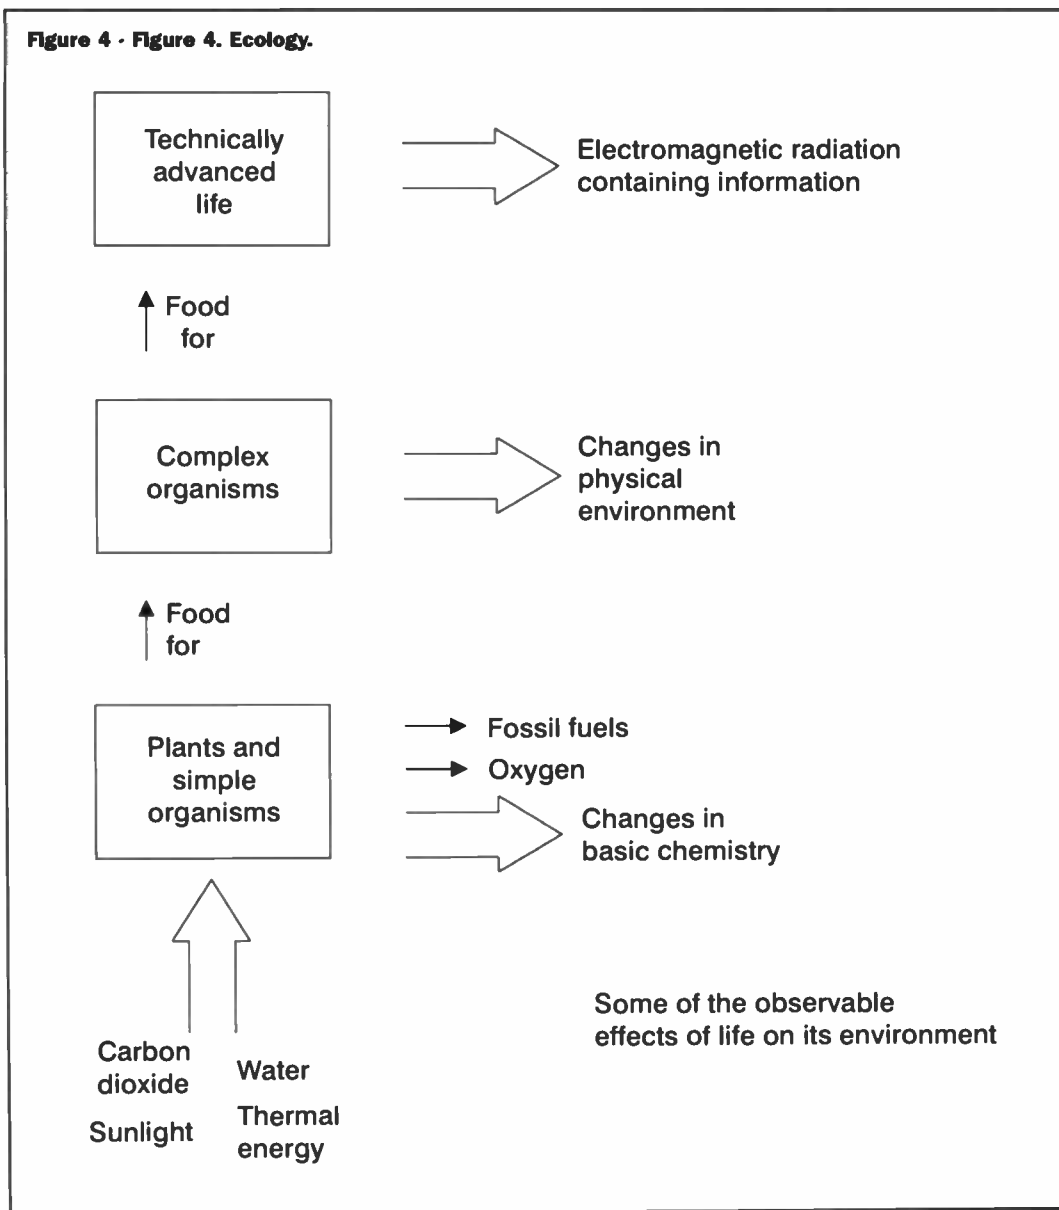 Figure 4 - Figure 4. Ecology.
Technically
advanced
life
Electromagnetic radiation
containing information
Food
for
Complex
organisms
Changes in
physical
environment
Food
for
Plants and
simple
organisms
Fossil fuels
Oxygen
Changes in
basic chemistry
Carbon
dioxide
Water
Sunlight
Thermal
energy
Some of the observable
effects of life on its environment